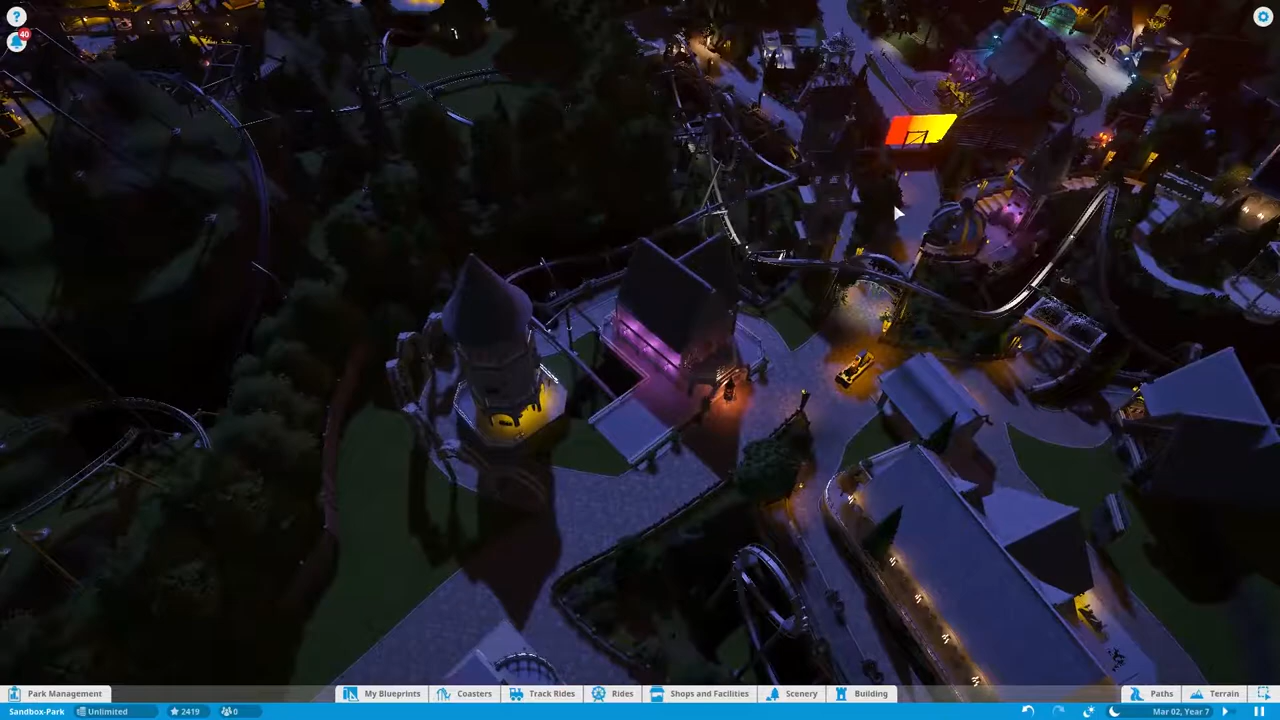 ?
40
Park Management
My Blueprints
Coasters
Track Rides
Rides
Shops and Facilities
Scenery
Building
Paths
Terrain
Sandbox-Park
Unlimited
2419
0
Mar 02, Year 7